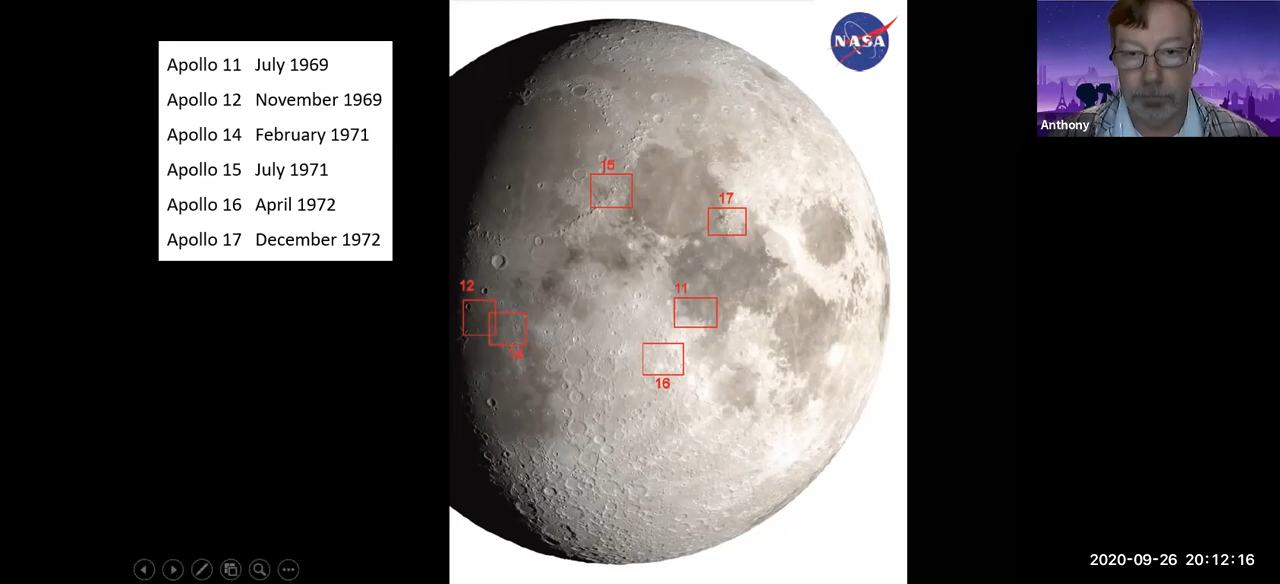 Apollo 11 July 1969
Apollo 12 November 1969
Apollo 14 February 1971
Apollo 15 July 1971
Apollo 16 April 1972
Apollo 17 December 1972
NASA
15
17
12
11
14
16
Anthony
2020-09-26 20:12:16